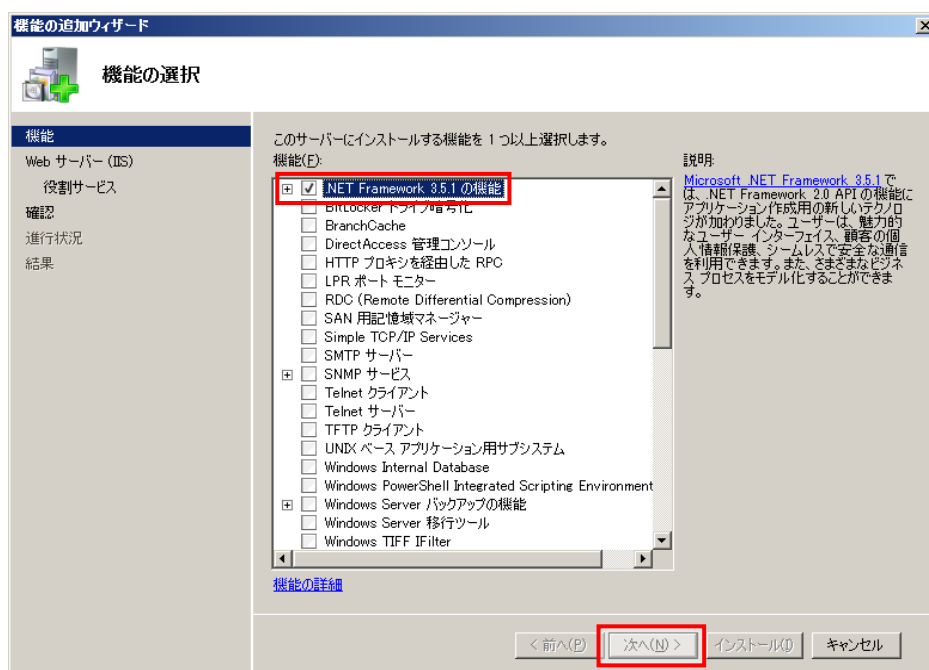 機能の追加ウィザード
機能の選択
機能
Web サーバー (IIS)
役割サービス
確認
進行状況
結果
このサーバーにインストールする機能を 1 つ以上選択します。
機能(F):
.NET Framework 3.5.1 の機能
BitLocker ドライブ暗号化
BranchCache
DirectAccess 管理コンソール
HTTP プロキシを経由した RPC
LPR ポート モニター
RDC (Remote Differential Compression)
SAN 用記憶域マネージャー
Simple TCP/IP Services
SMTP サーバー
SNMP サービス
Telnet クライアント
Telnet サーバー
TFTP クライアント
UNIX ベース アプリケーション用サブシステム
Windows Internal Database
Windows PowerShell Integrated Scripting Environment
Windows Server バックアップの機能
Windows Server 移行ツール
Windows TIFF IFilter
機能の詳細
説明:
Microsoft .NET Framework 3.5.1 で
は、.NET Framework 2.0 API の機能に
アプリケーション作成用の新しいテクノロ
ジが加わりました。ユーザーは、魅力的
なユーザー インターフェイス、顧客の個
人情報保護、シームレスで安全な通信
を利用できます。また、さまざまなビジネ
ス プロセスをモデル化することができま
す。
< 前へ(P)
次へ(N) >
インストール(I)
キャンセル